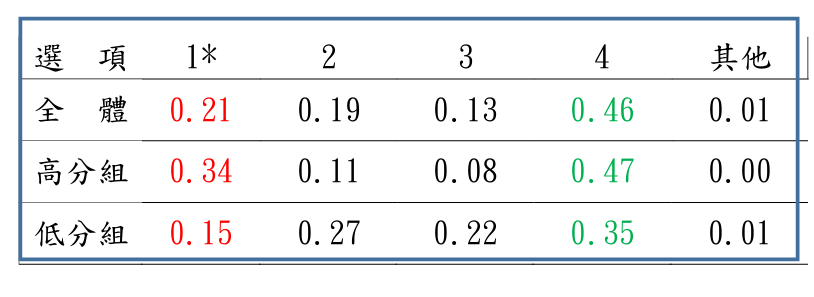 選　項 1* 2 3 4 其他
全　體 0.21 0.19 0.13 0.46 0.01
高分組 0.34 0.11 0.08 0.47 0.00
低分組 0.15 0.27 0.22 0.35 0.01